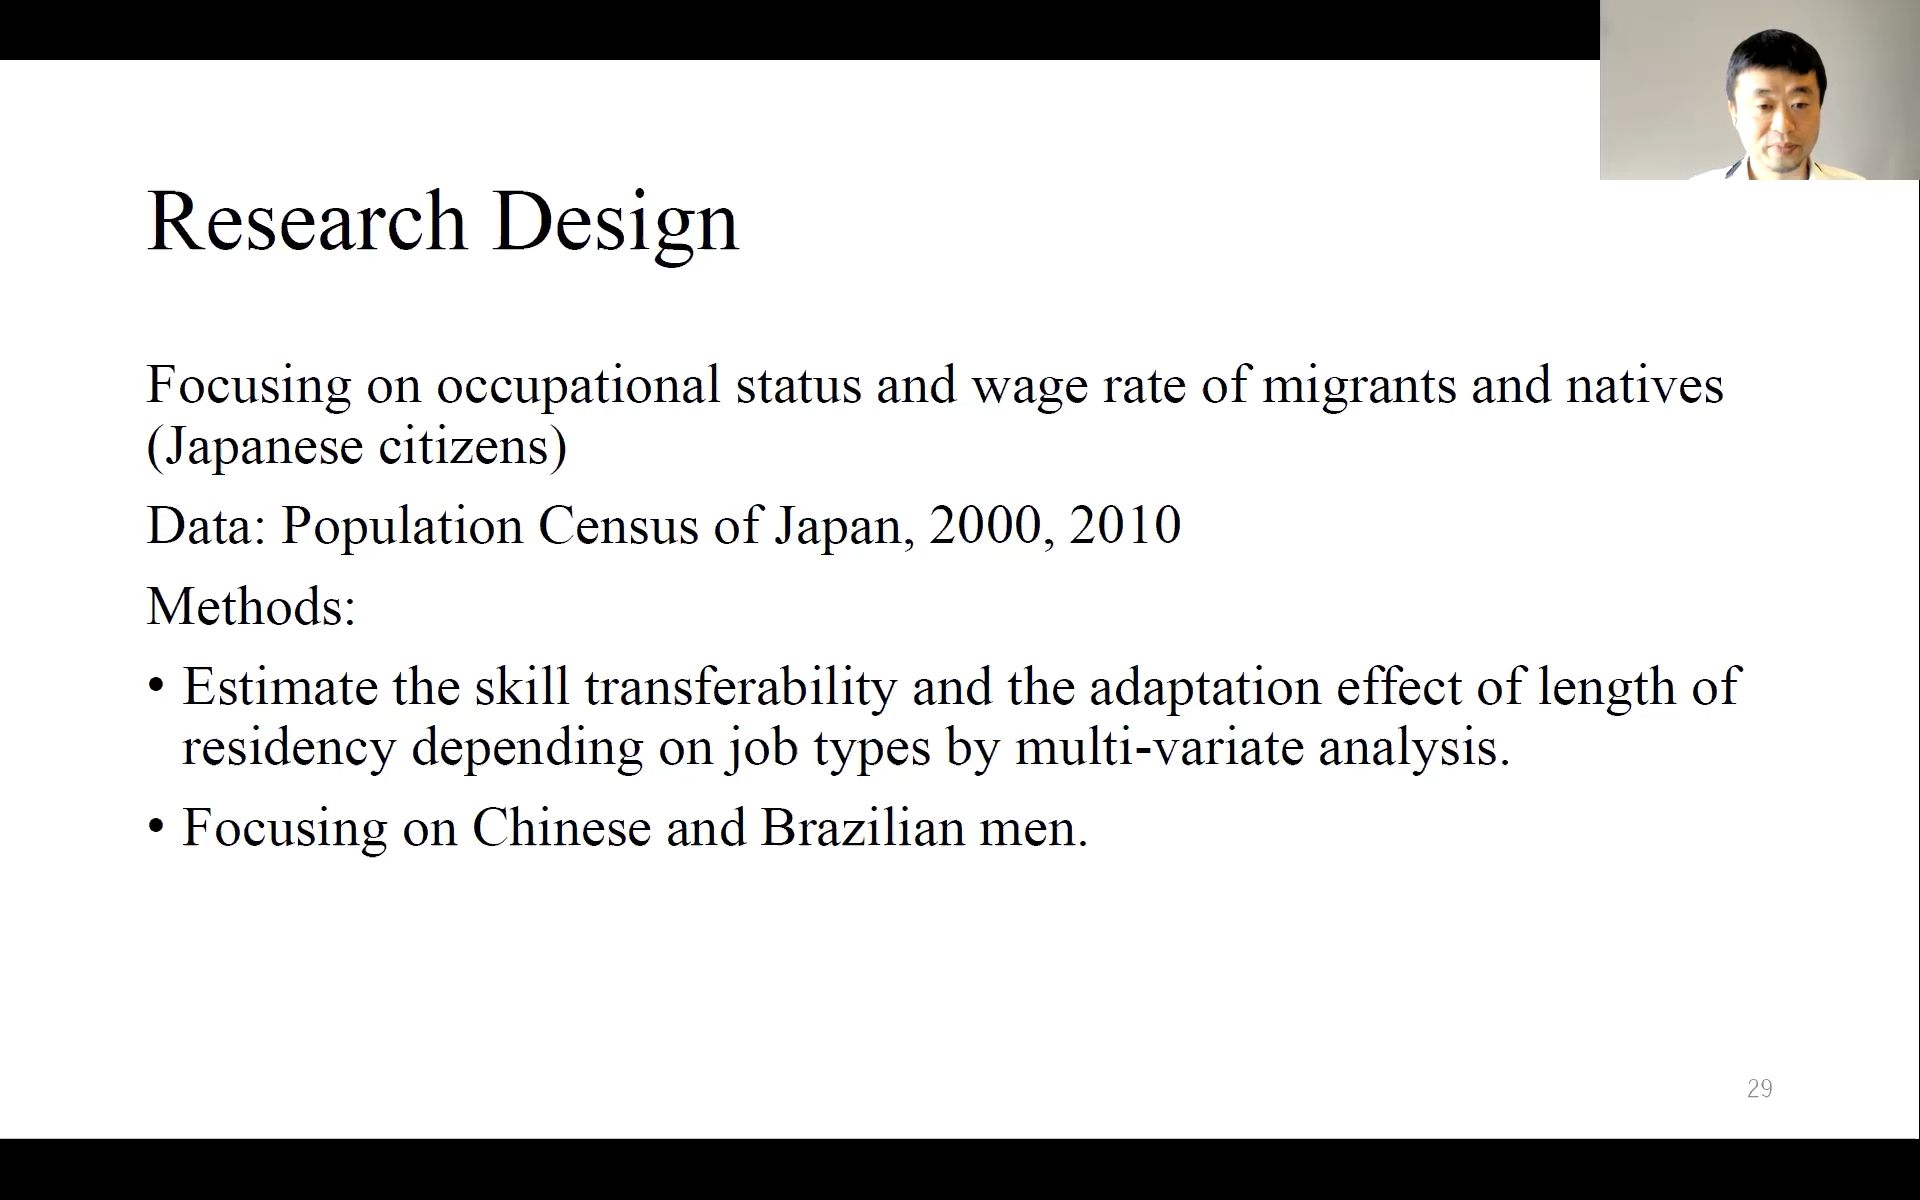 Research Design
Focusing on occupational status and wage rate of migrants and natives
(Japanese citizens)
Data: Population Census of Japan, 2000, 2010
Methods:
• Estimate the skill transferability and the adaptation effect of length of
residency depending on job types by multi-variate analysis.
• Focusing on Chinese and Brazilian men.
29